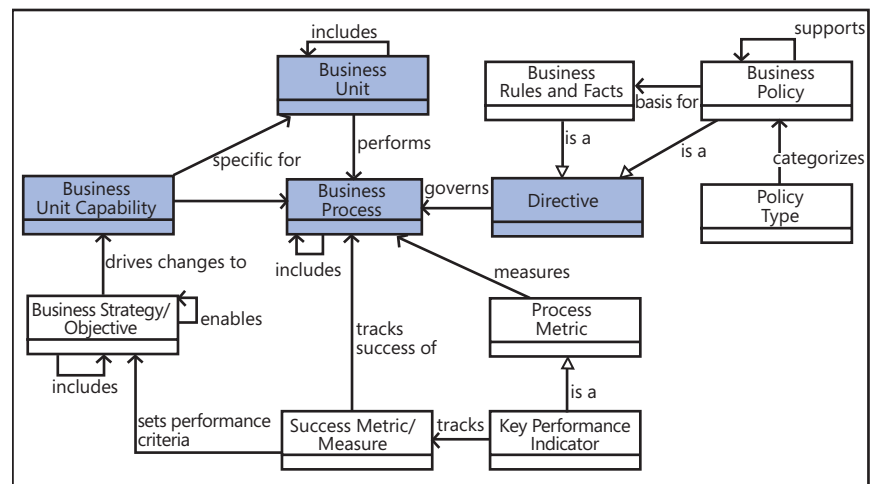 includes
supports
Business
Unit
Business
Rules and Facts
basis for
Business
Policy
performs
is a
is a
specific for
categorizes
Business
Unit Capability
Business
Process
governs
Directive
Policy
Type
includes
drives changes to
measures
Business Strategy/
Objective
enables
tracks
success of
Process
Metric
includes
is a
sets performance
criteria
Success Metric/
Measure
tracks
Key Performance
Indicator